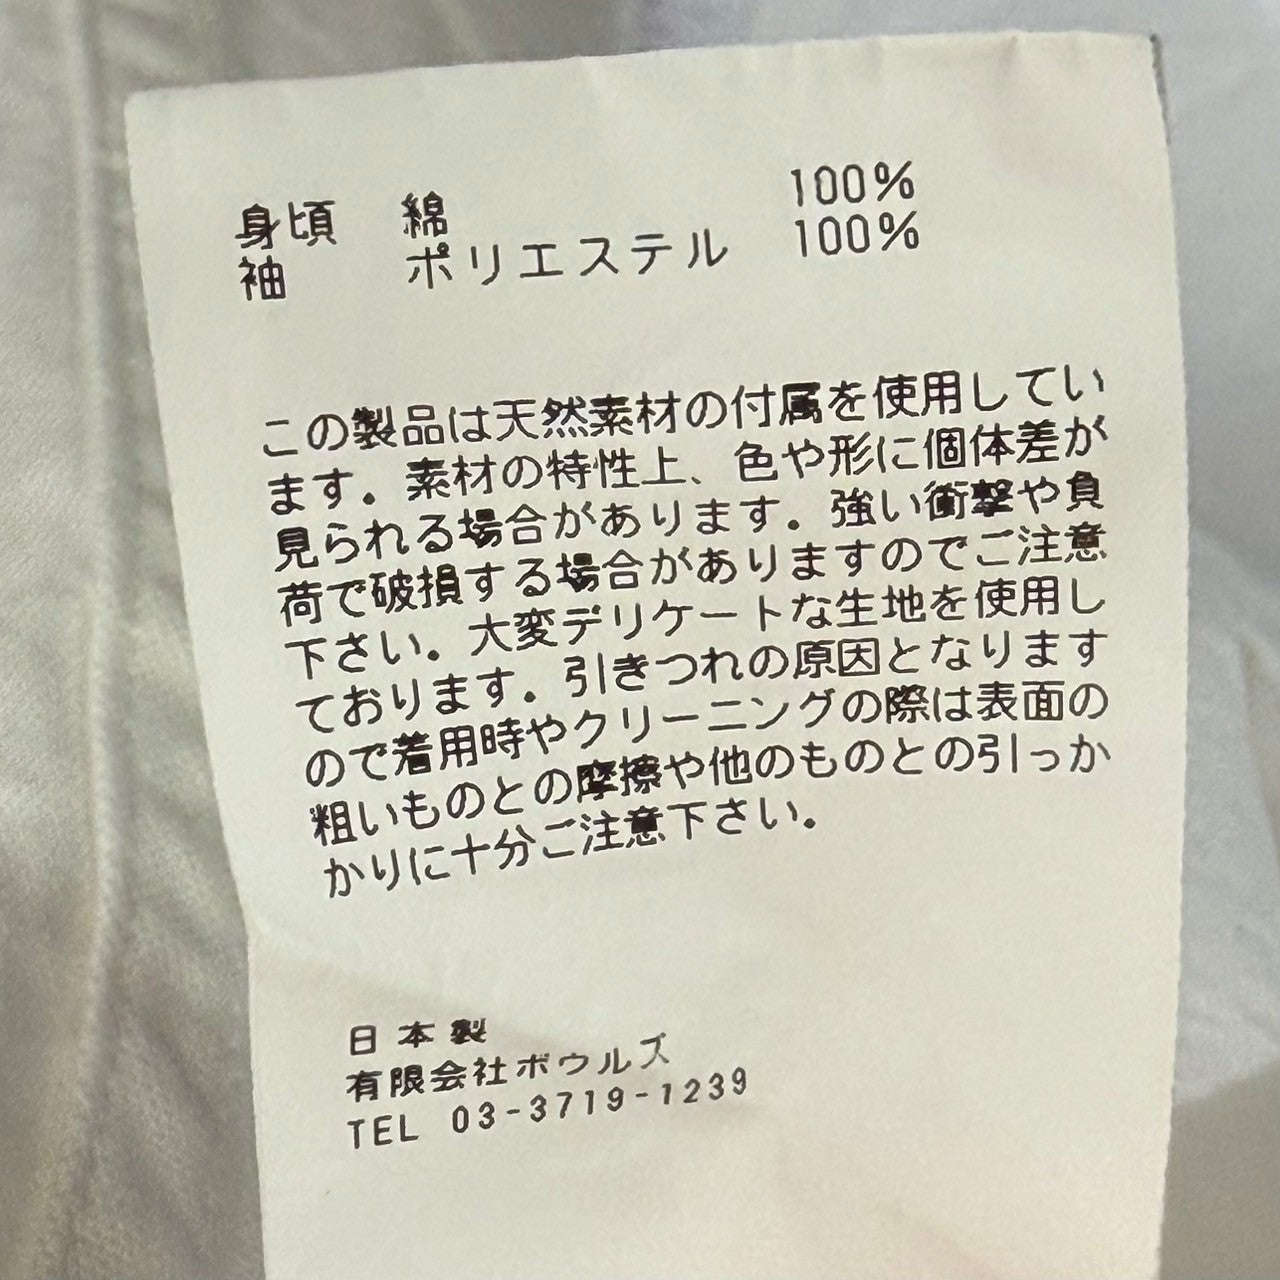 身頃 綿 100%
袖 ポリエステル 100%
この製品は天然素材の付属を使用してい
ます。素材の特性上、色や形に個体差が
見られる場合があります。強い衝撃や負
荷で破損する場合がありますのでご注意
下さい。大変デリケートな生地を使用し
ております。引きつれの原因となります
ので着用時やクリーニングの際は表面の
粗いものとの摩擦や他のものとの引っか
かりに十分ご注意下さい。
日本製
有限会社ボウルズ
TEL 03-3719-1239